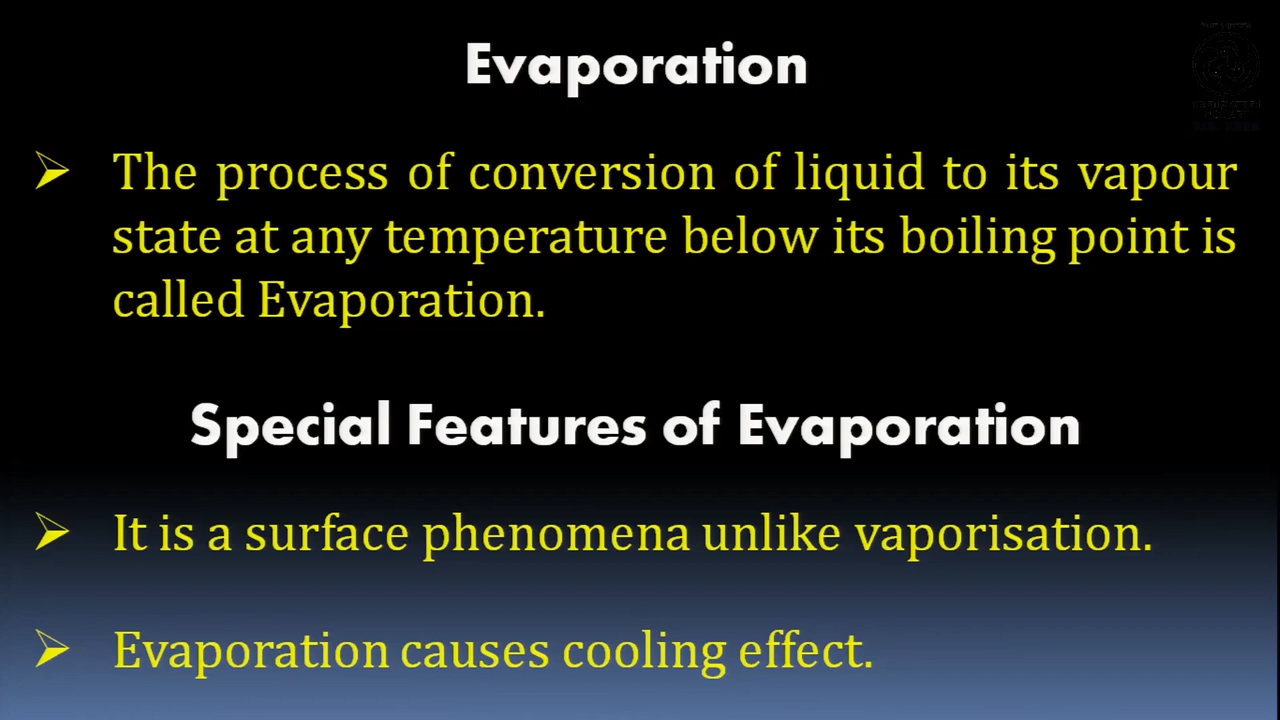 Evaporation
➢ The process of conversion of liquid to its vapour
state at any temperature below its boiling point is
called Evaporation.
Special Features of Evaporation
➢ It is a surface phenomena unlike vaporisation.
➢ Evaporation causes cooling effect.